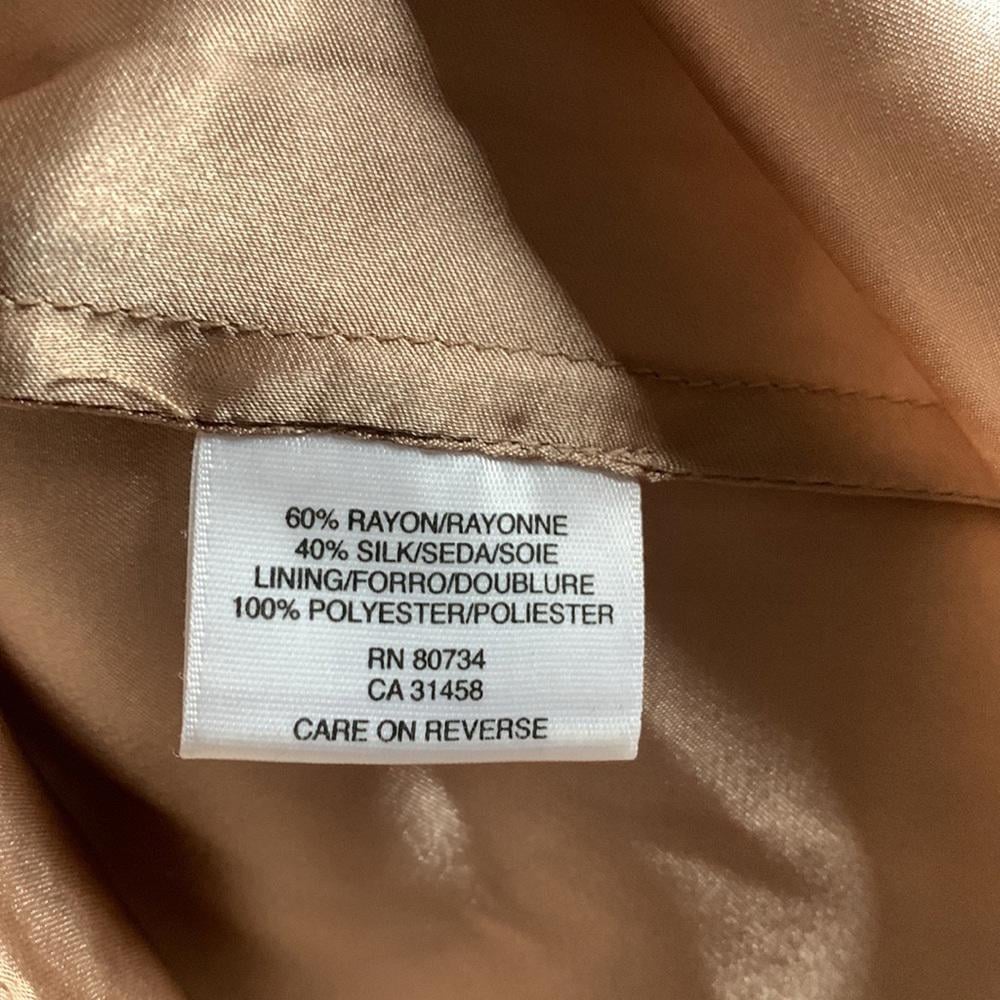 60% RAYON/RAYONNE
40% SILK/SEDA/SOIE
LINING/FORRO/DOUBLURE
100% POLYESTER/POLIESTER
RN 80734
CA 31458
CARE ON REVERSE